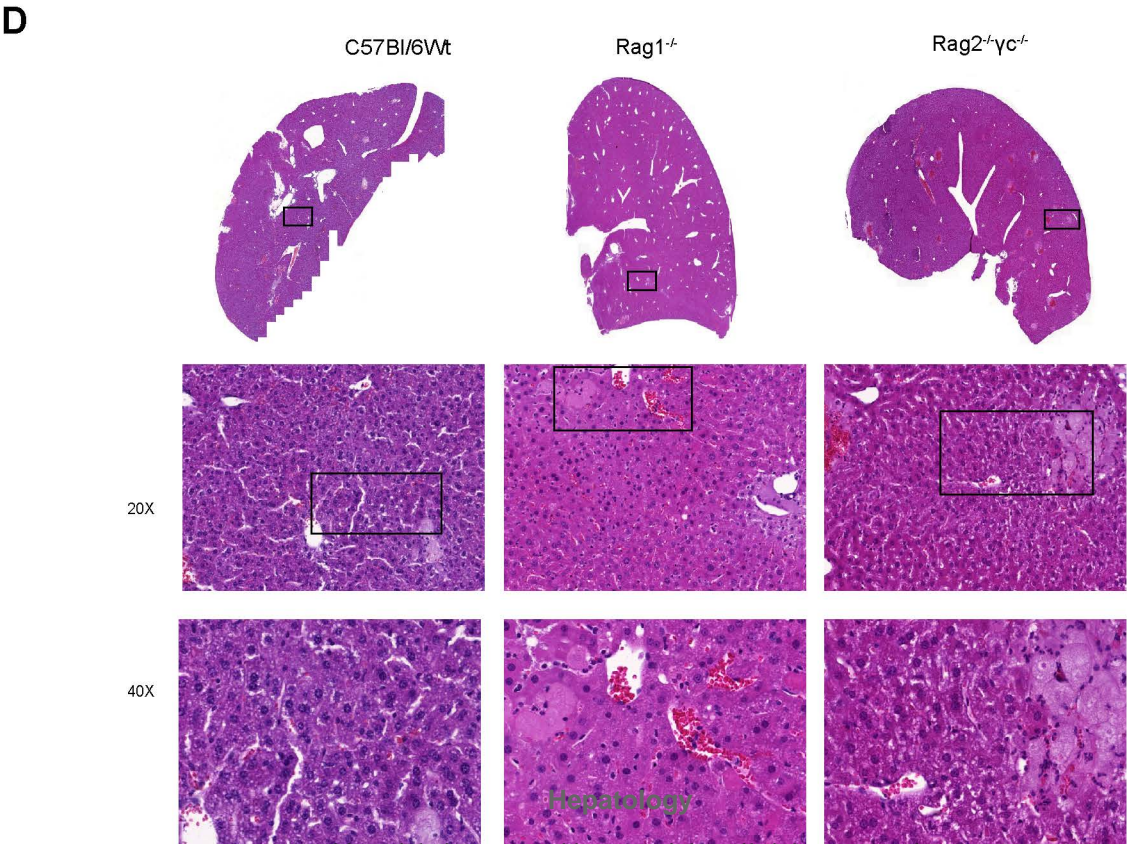 D
C57Bl/6Wt
Rag1-/-
Rag2-/-γc-/-
20X
40X
Hepatology